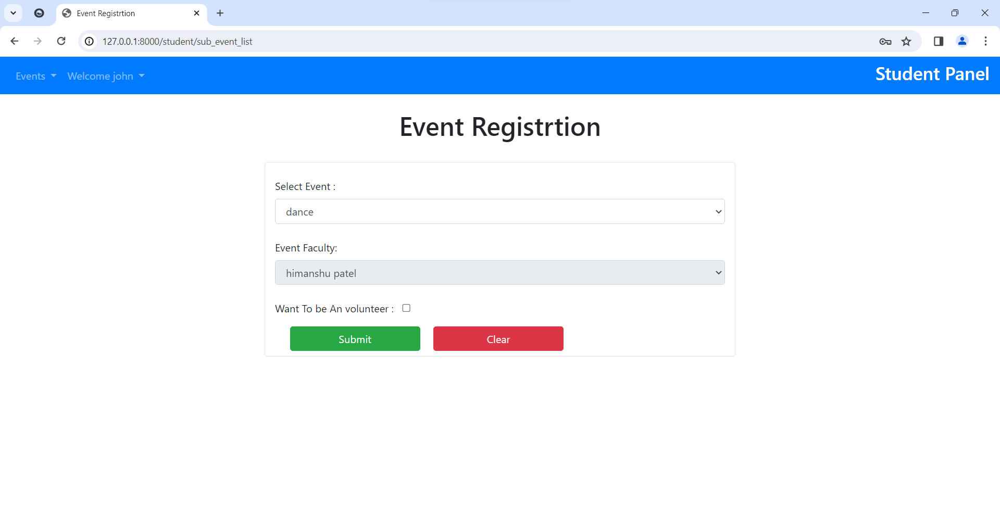 Event Registrtion
127.0.0.1:8000/student/sub_event_list
Events Welcome john Student Panel
Event Registrtion
Select Event :
dance
Event Faculty:
himanshu patel
Want To be An volunteer :
Submit Clear